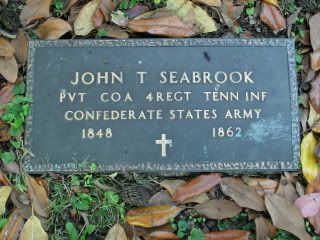 JOHN T SEABROOK
PVT CO A 4 REGT TENN INF
CONFEDERATE STATES ARMY
1848 1862